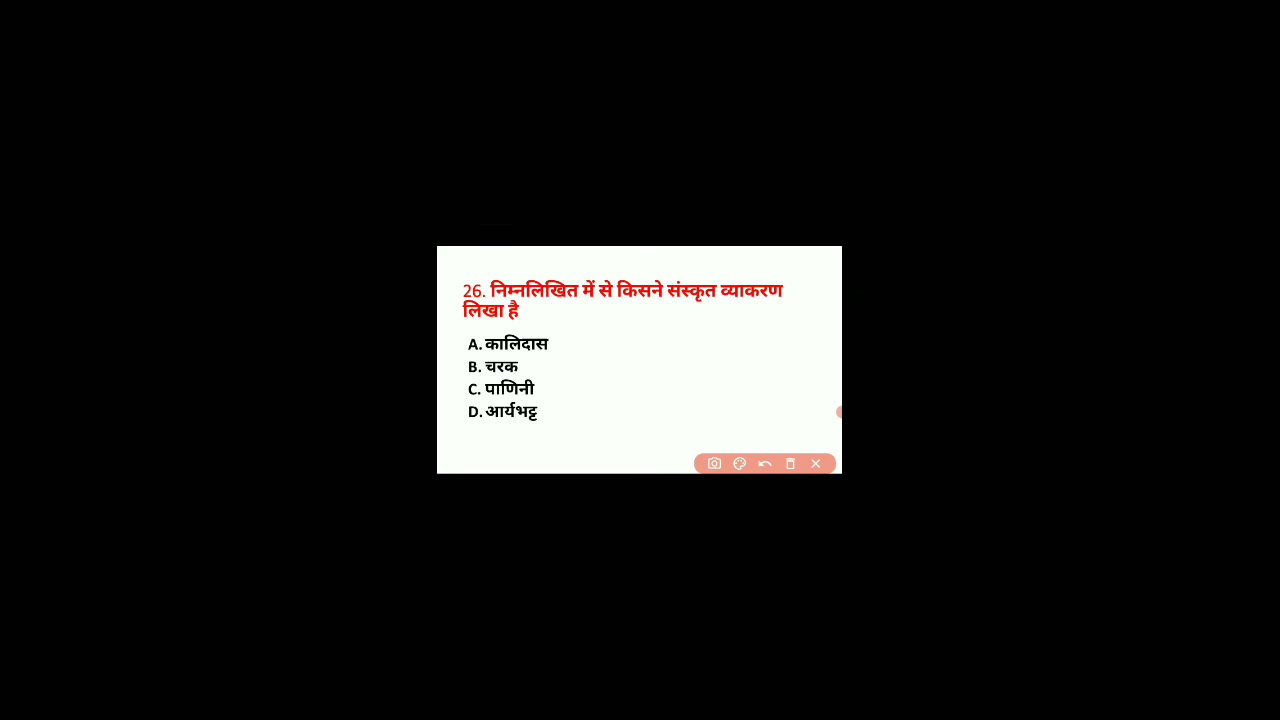 26. निम्नलिखित में से किसने संस्कृत व्याकरण
लिखा है
A. कालिदास
B. चरक
C. पाणिनी
D. आर्यभट्ट